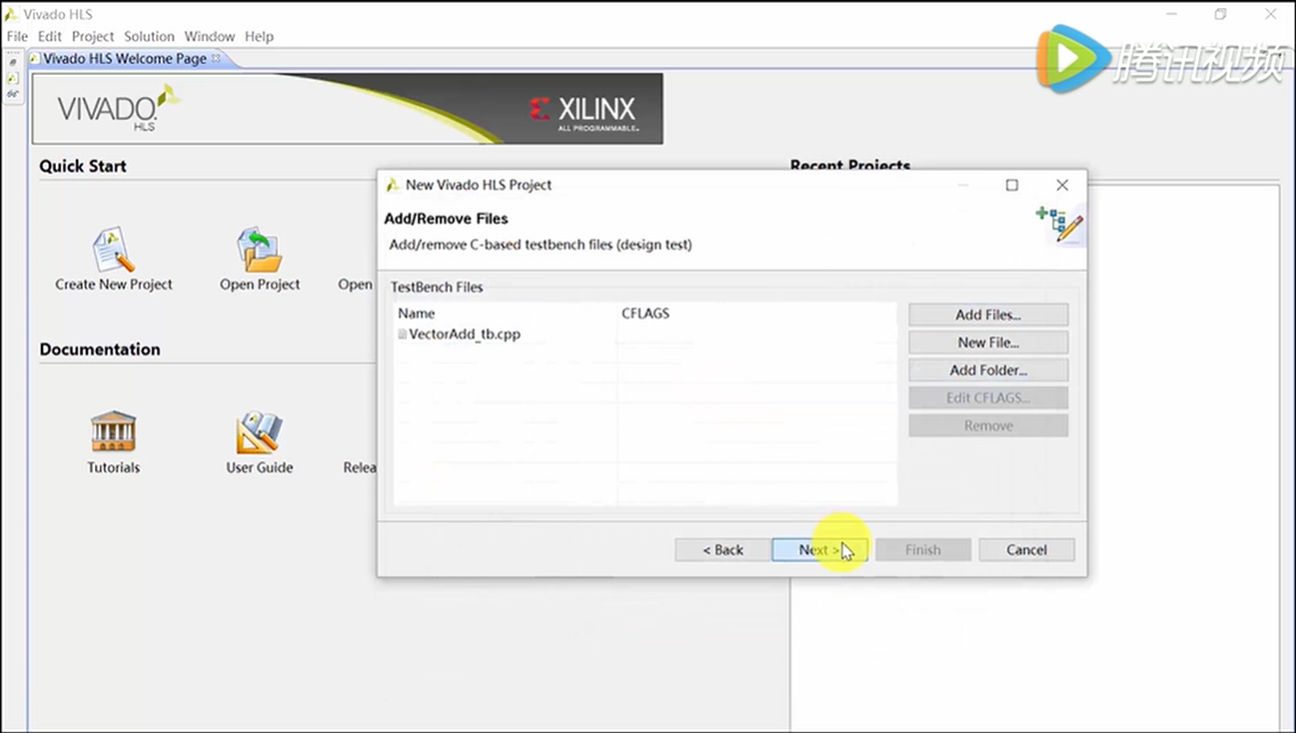 Vivado HLS
File Edit Project Solution Window Help
Vivado HLS Welcome Page
腾讯视频
VIVADO
HLS
XILINX
ALL PROGRAMMABLE
Quick Start
Recent Projects
New Vivado HLS Project
Add/Remove Files
Add/remove C-based testbench files (design test)
Create New Project
Open Project
Open
TestBench Files
Name CFLAGS
VectorAdd_tb.cpp
Add Files...
New File...
Add Folder...
Edit CFLAGS...
Remove
Documentation
Tutorials
User Guide
Relea
< Back Next > Finish Cancel